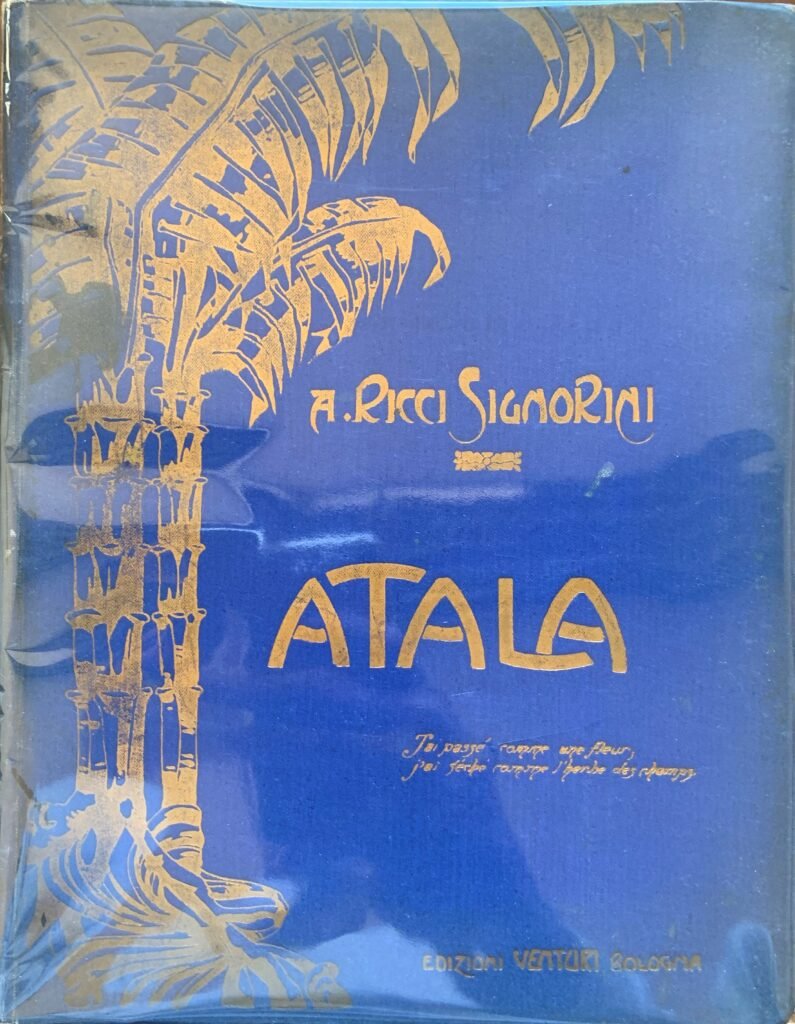 A. RICCI SIGNORINI
ATALA
J'ai passé comme une fleur;
j'ai séché comme l'herbe des champs.
EDIZIONI VENTURI BOLOGNA